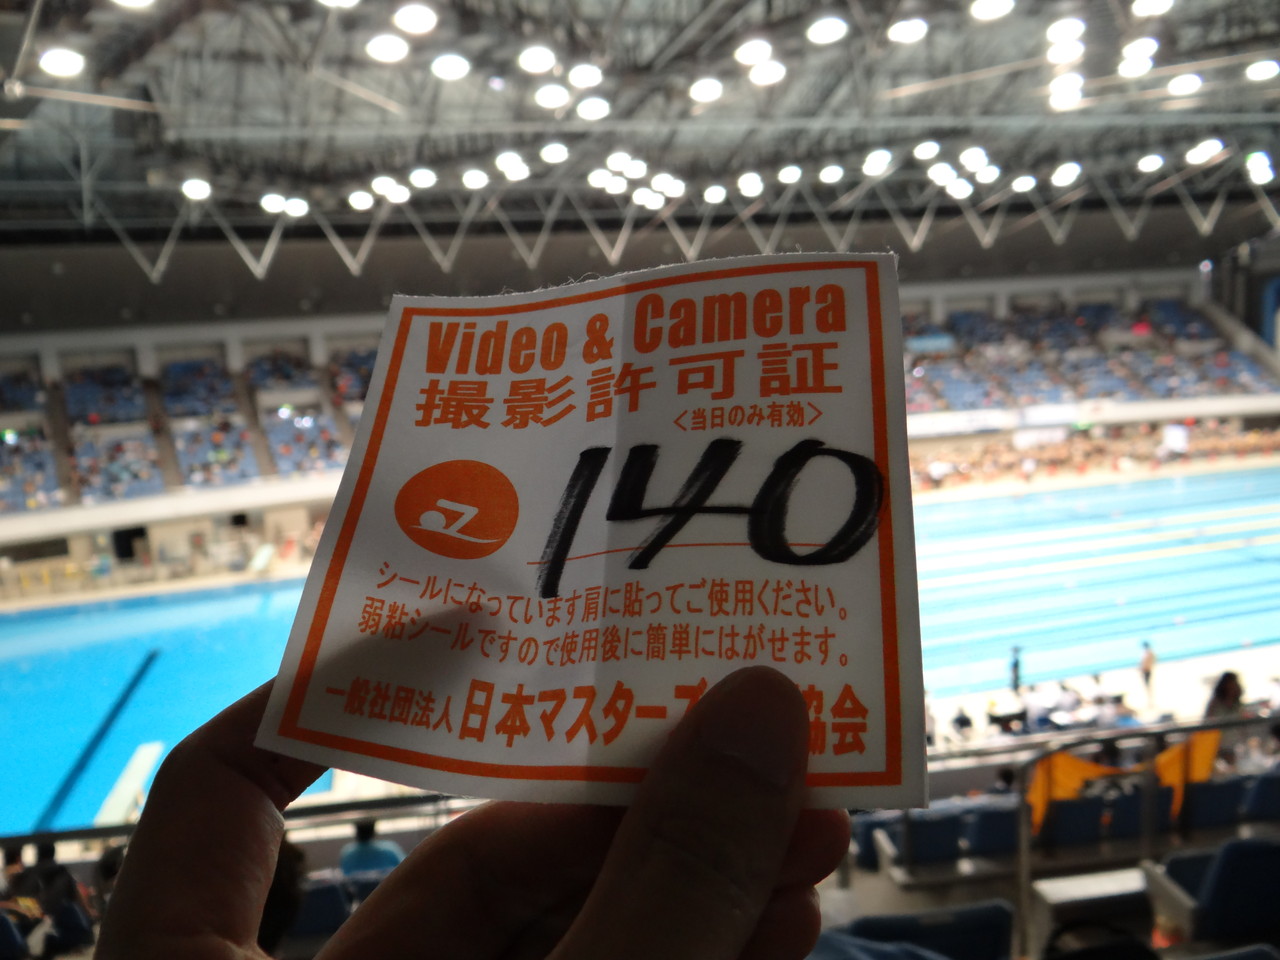 Video & Camera
撮影許可証
<当日のみ有効>
140
シールになっています肩に貼ってご使用ください。
弱粘シールですので使用後に簡単にはがせます。
一般社団法人日本マスターズ 協会